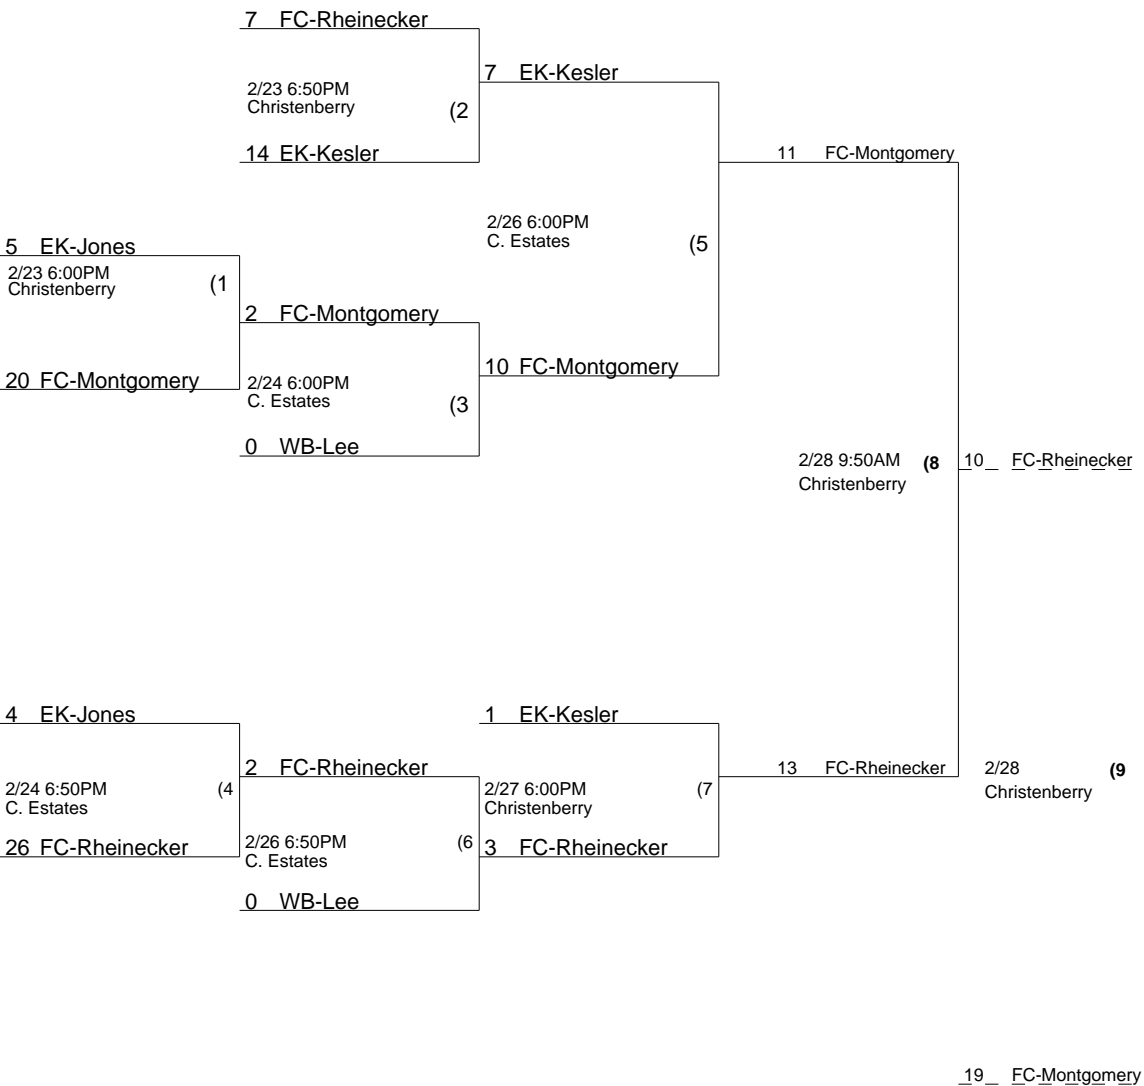 7 FC-Rheinecker
7 EK-Kesler
2/23 6:50PM
Christenberry (2
14 EK-Kesler
11 FC-Montgomery
2/26 6:00PM
C. Estates (5
5 EK-Jones
2/23 6:00PM
Christenberry (1
2 FC-Montgomery
20 FC-Montgomery
10 FC-Montgomery
2/24 6:00PM
C. Estates (3
0 WB-Lee
2/28 9:50AM (8
Christenberry
10 FC-Rheinecker
4 EK-Jones
1 EK-Kesler
2 FC-Rheinecker
13 FC-Rheinecker
2/24 6:50PM (4
C. Estates
2/27 6:00PM (7
Christenberry
2/28 (9
Christenberry
26 FC-Rheinecker
2/26 6:50PM (6
C. Estates
3 FC-Rheinecker
0 WB-Lee
19 FC-Montgomery